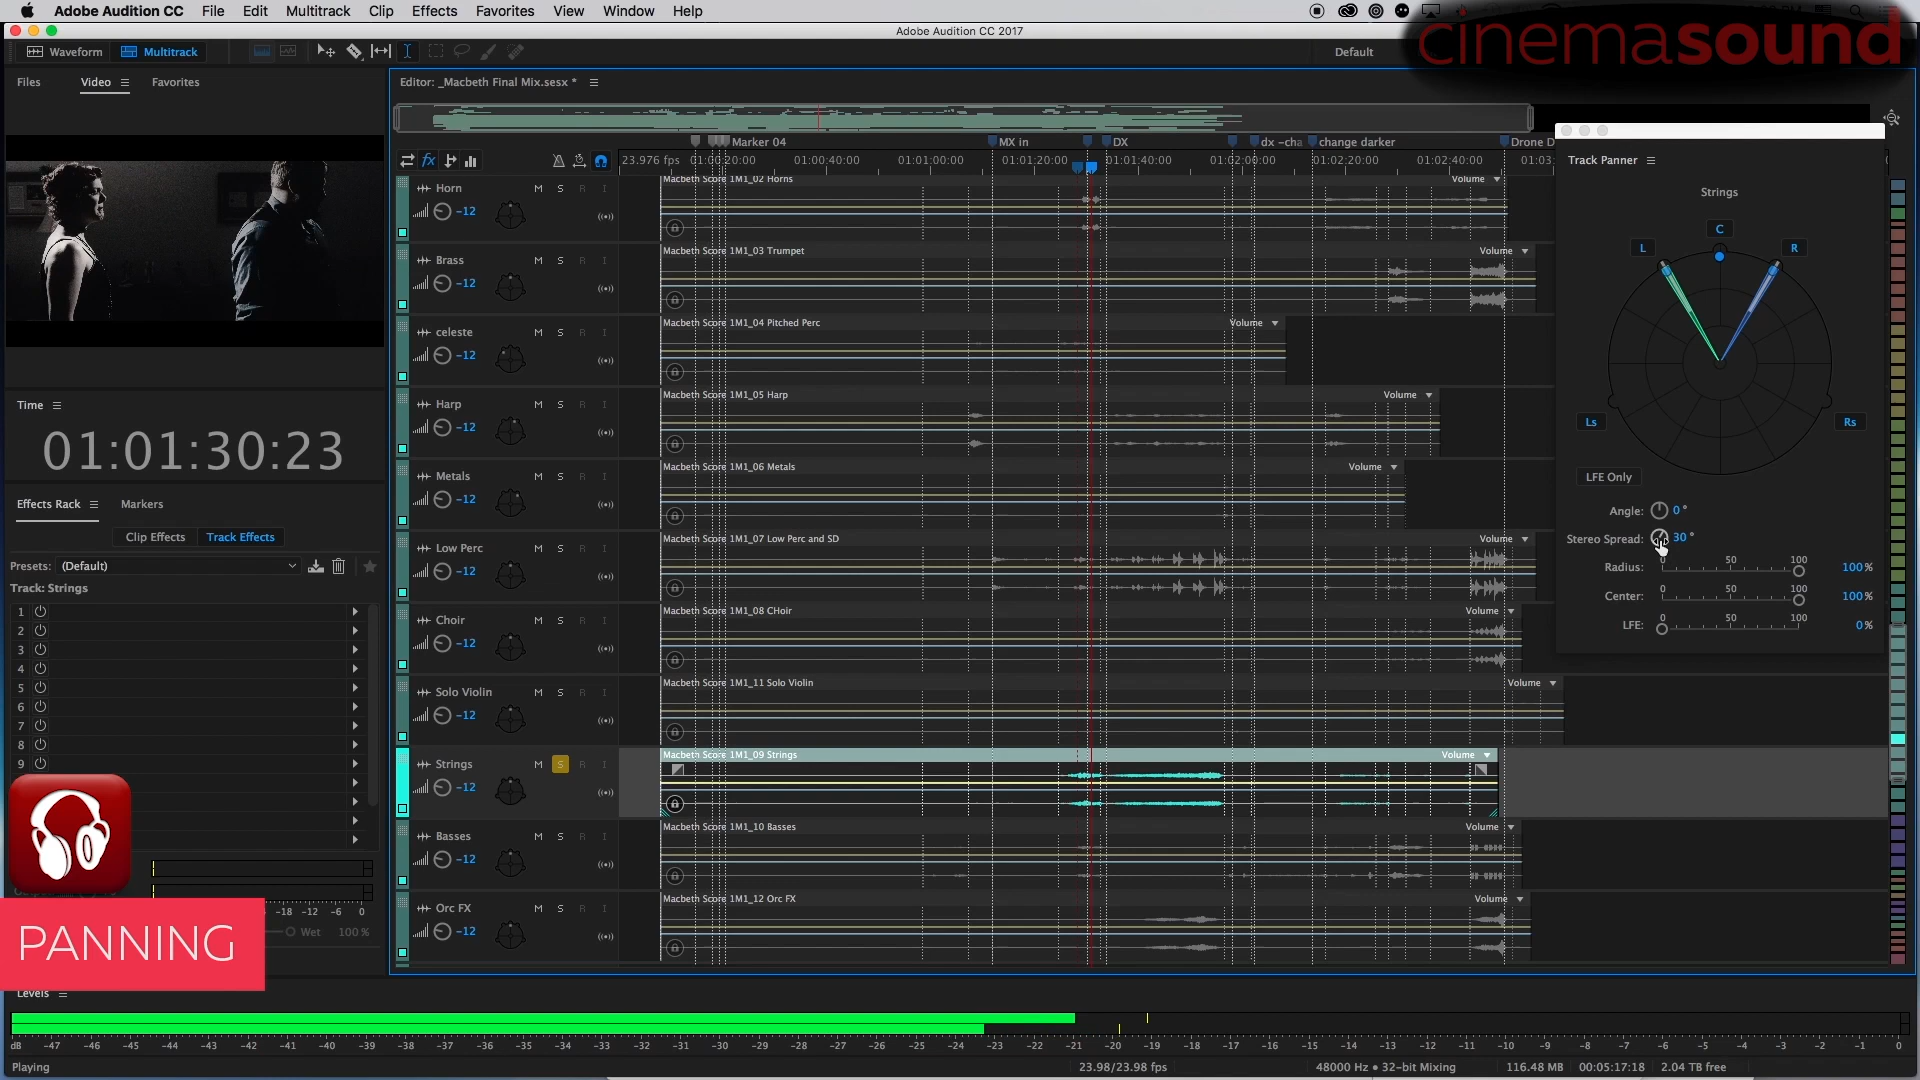 Adobe Audition CC File Edit Multitrack Clip Effects Favorites View Window Help
Adobe Audition CC 2017
cinemasound
Waveform Multitrack Default
Files Video Favorites
Editor: _Macbeth Final Mix.sesx *
Marker 04 MX in DX dx -cha change darker Drone D
23.976 fps 01:00:20:00 01:00:40:00 01:01:00:00 01:01:20:00 01:01:40:00 01:02:00:00 01:02:20:00 01:02:40:00 01:03:
Horn M S R I
-12
Macbeth Score 1M1_02 Horns Volume
Brass M S R I
-12
Macbeth Score 1M1_03 Trumpet Volume
celeste M S R I
-12
Macbeth Score 1M1_04 Pitched Perc Volume
Harp M S R I
-12
Macbeth Score 1M1_05 Harp Volume
Metals M S R I
-12
Macbeth Score 1M1_06 Metals Volume
Low Perc M S R I
-12
Macbeth Score 1M1_07 Low Perc and SD Volume
Choir M S R I
-12
Macbeth Score 1M1_08 CHoir Volume
Solo Violin M S R I
-12
Macbeth Score 1M1_11 Solo Violin Volume
Strings M S R I
-12
Macbeth Score 1M1_09 Strings Volume
Basses M S R I
-12
Macbeth Score 1M1_10 Basses Volume
Orc FX M S R I
-12
Macbeth Score 1M1_12 Orc FX Volume
Track Panner
Strings
C
L R
Ls Rs
LFE Only
Angle: 0 °
Stereo Spread: 30 °
Radius: 0 50 100 100 %
Center: 0 50 100 100 %
LFE: 0 50 100 0 %
Time
01:01:30:23
Effects Rack Markers
Clip Effects Track Effects
Presets: (Default)
Track: Strings
1
2
3
4
5
6
7
8
9
-18 -12 -6 0
Wet 100 %
PANNING
Levels
dB -47 -46 -45 -44 -43 -42 -41 -40 -39 -38 -37 -36 -35 -34 -33 -32 -31 -30 -29 -28 -27 -26 -25 -24 -23 -22 -21 -20 -19 -18 -17 -16 -15 -14 -13 -12 -11 -10 -9 -8 -7 -6 -5 -4 -3 -2 -1 0
Playing 23.98/23.98 fps 48000 Hz • 32-bit Mixing 116.48 MB 00:05:17:18 2.04 TB free